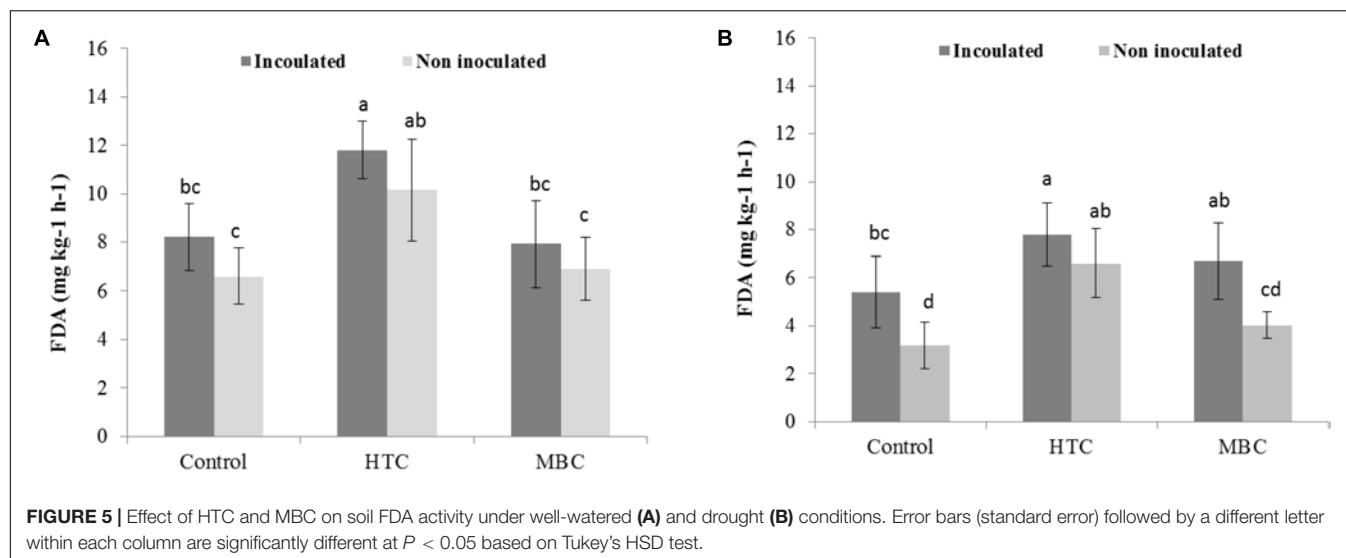 A
16
14
12
10
8
6
4
2
0
FDA (mg kg-1 h-1)
Incoulated Non inoculated
bc
c
a
ab
bc
c
Control HTC MBC
B
16
14
12
10
8
6
4
2
0
FDA (mg kg-1 h-1)
Incoulated Non inoculated
bc
d
a
ab
ab
cd
Control HTC MBC
FIGURE 5 | Effect of HTC and MBC on soil FDA activity under well-watered (A) and drought (B) conditions. Error bars (standard error) followed by a different letter
within each column are significantly different at P < 0.05 based on Tukey's HSD test.